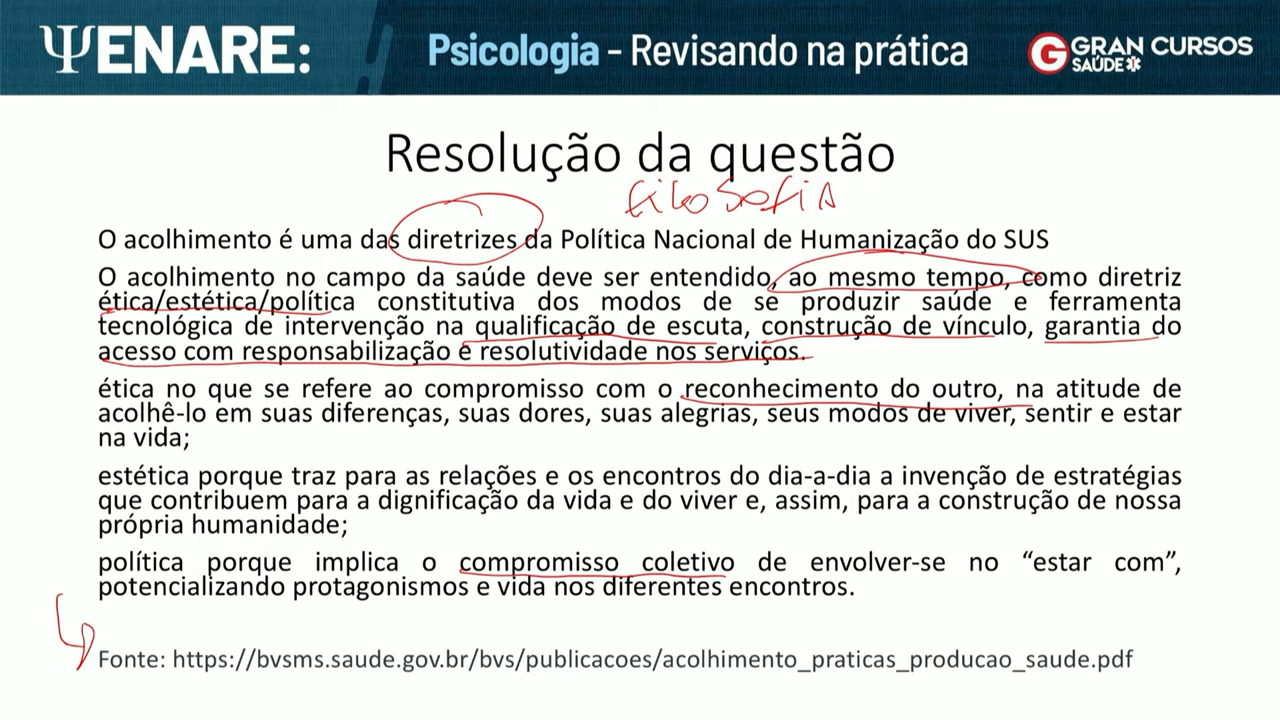 ΨENARE:
Psicologia - Revisando na prática
G GRAN CURSOS
SAÚDE
Resolução da questão
filosofia
O acolhimento é uma das diretrizes da Política Nacional de Humanização do SUS
O acolhimento no campo da saúde deve ser entendido, ao mesmo tempo, como diretriz
ética/estética/política constitutiva dos modos de se produzir saúde e ferramenta
tecnológica de intervenção na qualificação de escuta, construção de vínculo, garantia do
acesso com responsabilização e resolutividade nos serviços.
ética no que se refere ao compromisso com o reconhecimento do outro, na atitude de
acolhê-lo em suas diferenças, suas dores, suas alegrias, seus modos de viver, sentir e estar
na vida;
estética porque traz para as relações e os encontros do dia-a-dia a invenção de estratégias
que contribuem para a dignificação da vida e do viver e, assim, para a construção de nossa
própria humanidade;
política porque implica o compromisso coletivo de envolver-se no “estar com”,
potencializando protagonismos e vida nos diferentes encontros.
Fonte: https://bvsms.saude.gov.br/bvs/publicacoes/acolhimento_praticas_producao_saude.pdf